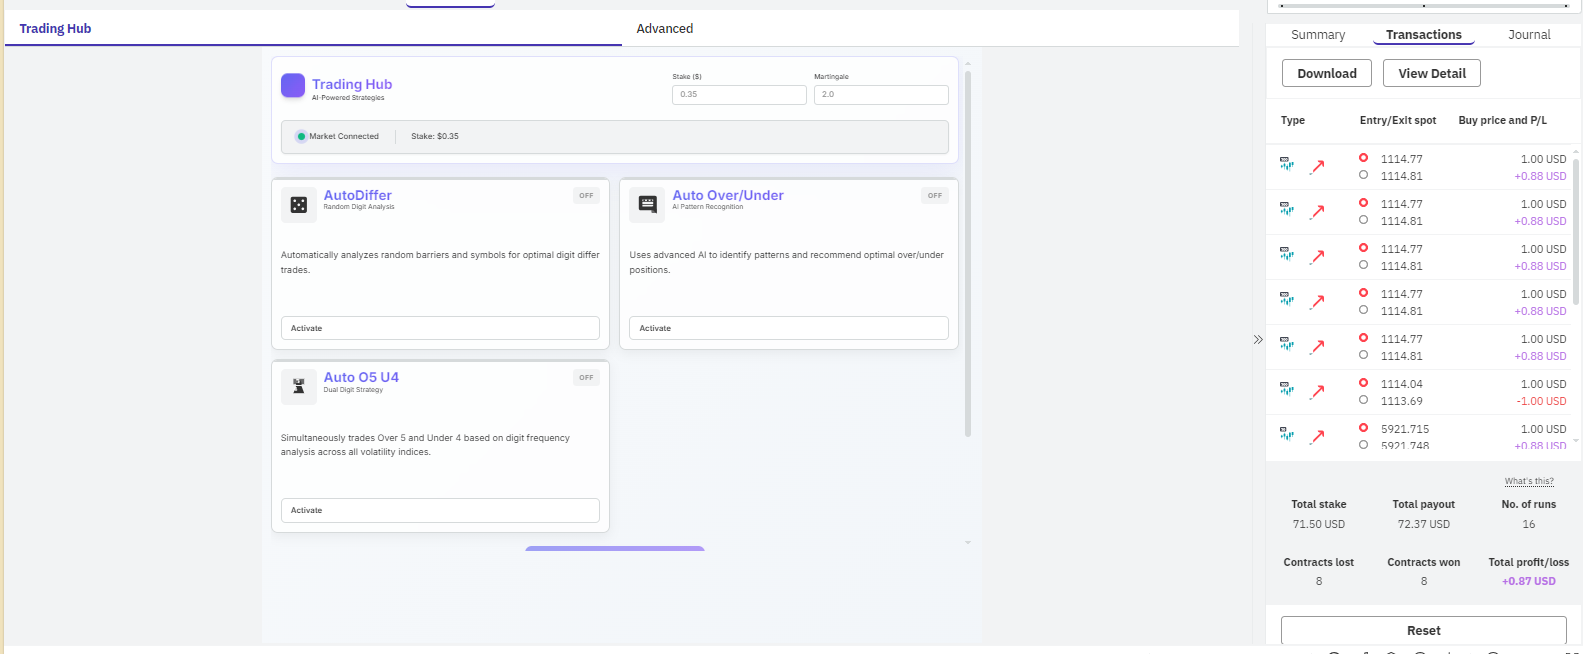 Trading Hub
Advanced
Trading Hub
AI-Powered Strategies
Stake ($)
Martingale
0.35
2.0
Market Connected
Stake: $0.35
AutoDiffer
Random Digit Analysis
OFF
Automatically analyzes random barriers and symbols for optimal digit differ
trades.
Activate
Auto Over/Under
AI Pattern Recognition
OFF
Uses advanced AI to identify patterns and recommend optimal over/under
positions.
Activate
Auto O5 U4
Dual Digit Strategy
OFF
Simultaneously trades Over 5 and Under 4 based on digit frequency
analysis across all volatility indices.
Activate
Summary
Transactions
Journal
Download
View Detail
Type
Entry/Exit spot
Buy price and P/L
1114.77 1.00 USD
1114.81 +0.88 USD
1114.77 1.00 USD
1114.81 +0.88 USD
1114.77 1.00 USD
1114.81 +0.88 USD
1114.77 1.00 USD
1114.81 +0.88 USD
1114.77 1.00 USD
1114.81 +0.88 USD
1114.04 1.00 USD
1113.69 -1.00 USD
5921.715 1.00 USD
5921.748 +0.88 USD
What's this?
Total stake
Total payout
No. of runs
71.50 USD
72.37 USD
16
Contracts lost
Contracts won
Total profit/loss
8
8
+0.87 USD
Reset